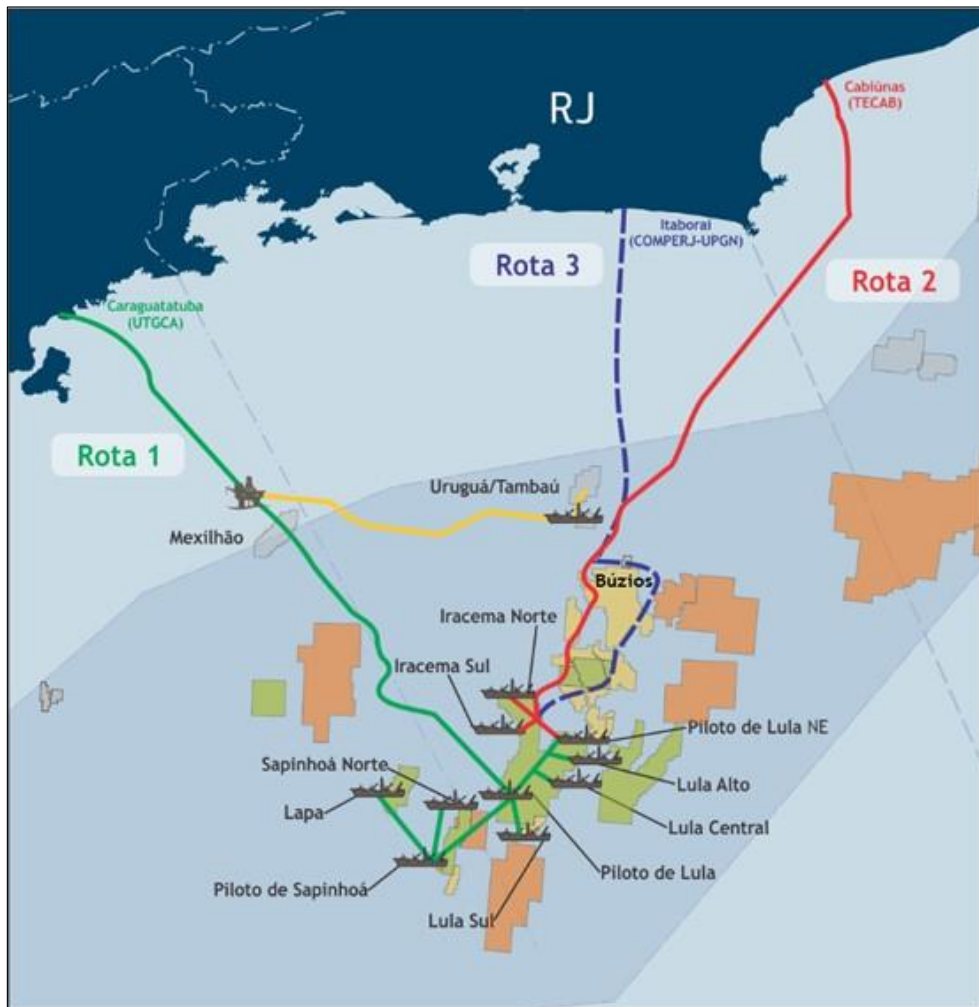 RJ
Cabiúnas
(TECAB)
Itaboraí
(COMPERJ-UPGN)
Rota 3
Rota 2
Caraguatatuba
(UTGCA)
Rota 1
Uruguá/Tambaú
Mexilhão
Búzios
Iracema Norte
Iracema Sul
Piloto de Lula NE
Sapinhoá Norte
Lula Alto
Lapa
Lula Central
Piloto de Lula
Piloto de Sapinhoá
Lula Sul